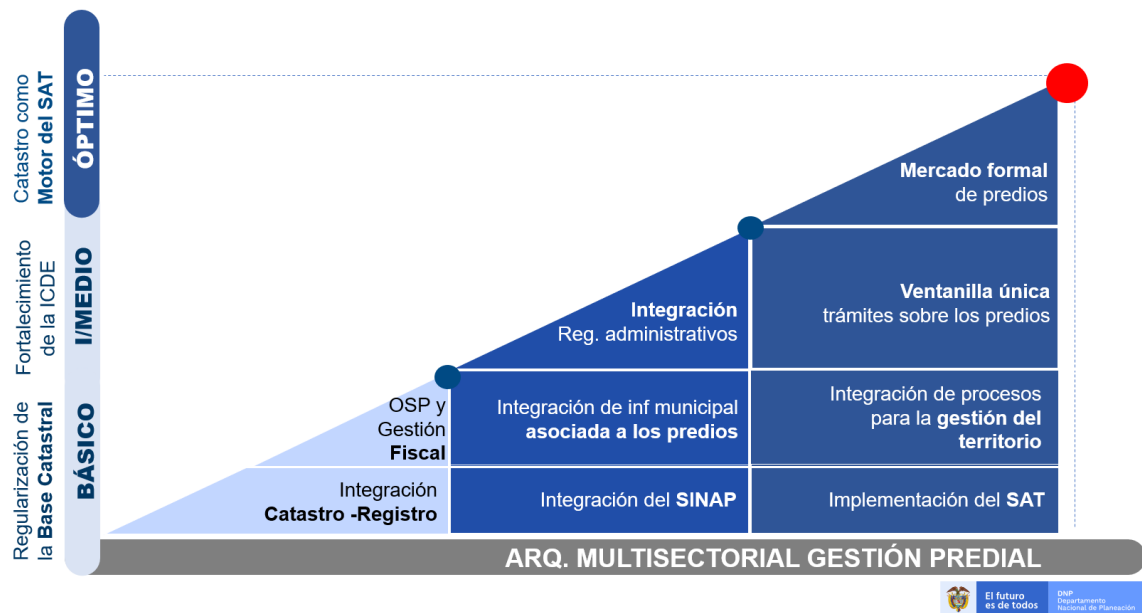 Catastro como
Motor del SAT
ÓPTIMO
Fortalecimiento
de la ICDE
I/MEDIO
Regularización de
la Base Catastral
BÁSICO
Mercado formal
de predios
Integración
Reg. administrativos
Ventanilla única
trámites sobre los predios
OSP y
Gestión
Fiscal
Integración de inf municipal
asociada a los predios
Integración de procesos
para la gestión del
territorio
Integración
Catastro -Registro
Integración del SINAP
Implementación del SAT
ARQ. MULTISECTORIAL GESTIÓN PREDIAL
El futuro
es de todos
DNP
Departamento
Nacional de Planeación